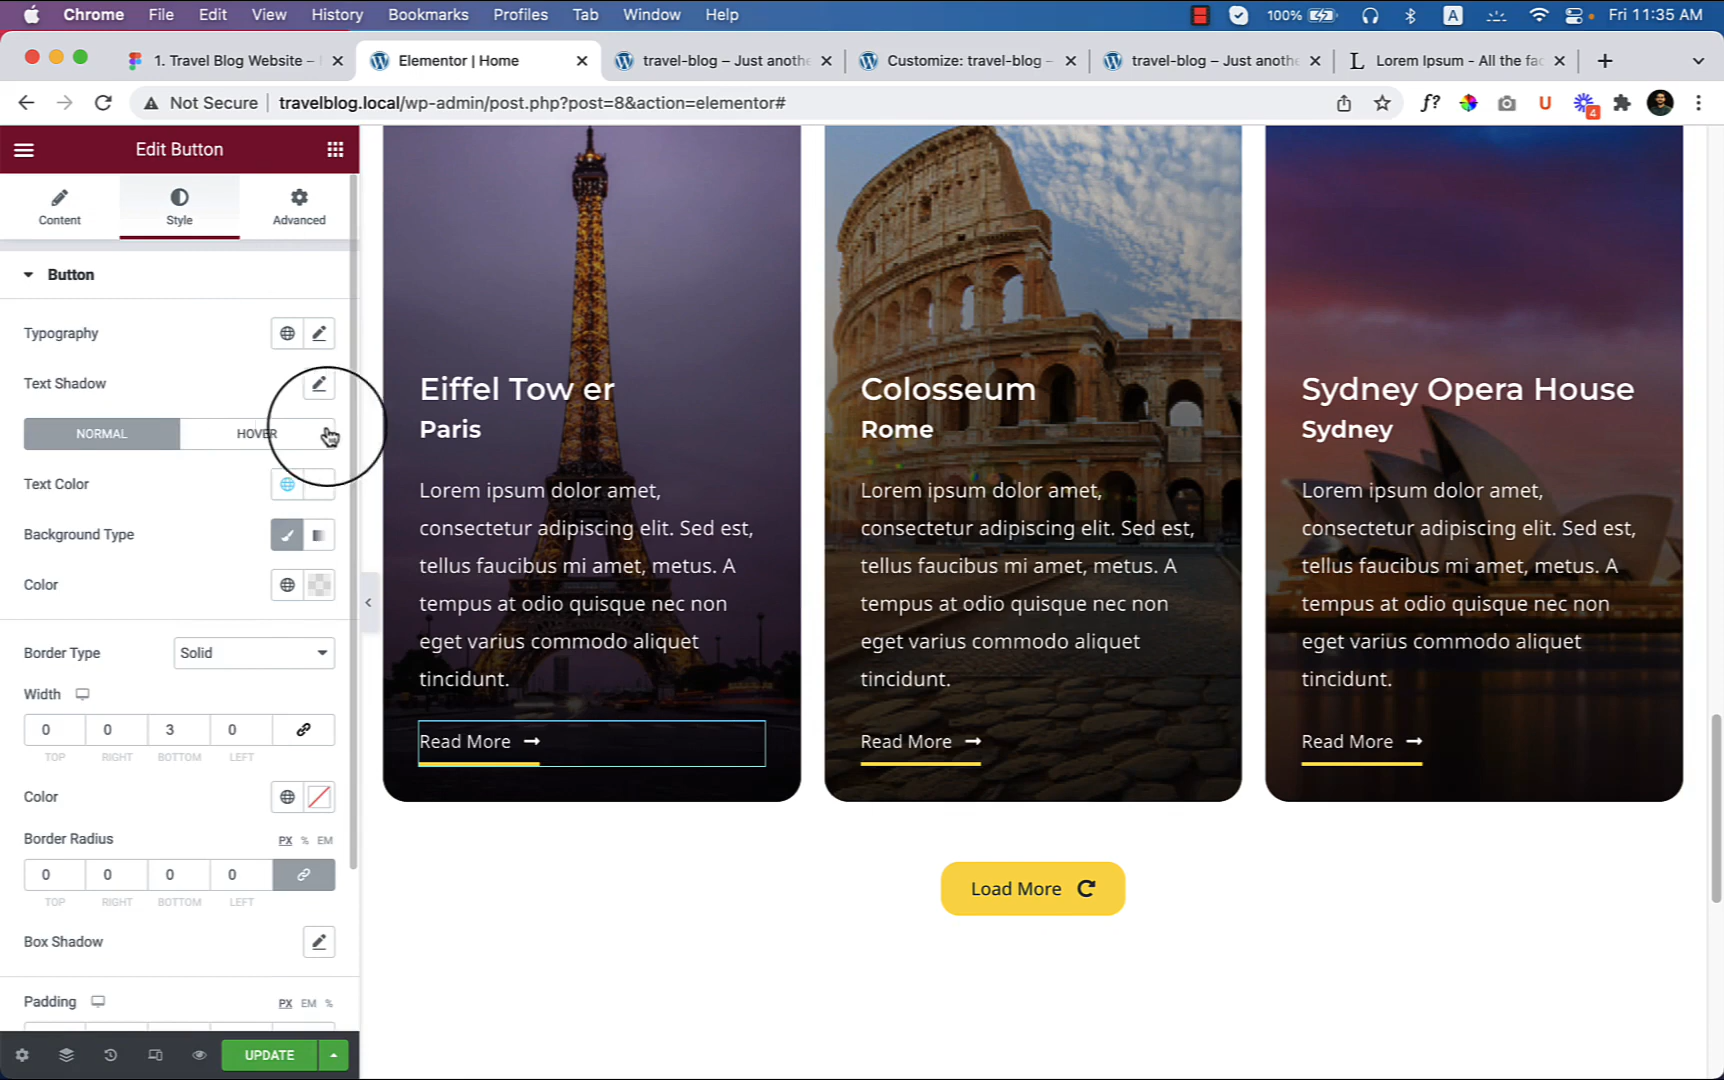 Chrome File Edit View History Bookmarks Profiles Tab Window Help 100% A Fri 11:35 AM
1. Travel Blog Website – Elementor | Home travel-blog – Just anothe Customize: travel-blog – travel-blog – Just anothe Lorem Ipsum - All the fac
Not Secure travelblog.local/wp-admin/post.php?post=8&action=elementor# f? U 4
Edit Button
Content Style Advanced
Button
Typography
Text Shadow
NORMAL HOVER
Text Color
Background Type
Color
Border Type Solid
Width
0 0 3 0
TOP RIGHT BOTTOM LEFT
Color
Border Radius PX % EM
0 0 0 0
TOP RIGHT BOTTOM LEFT
Box Shadow
Padding PX EM %
UPDATE
Eiffel Tow er
Paris
Lorem ipsum dolor amet,
consectetur adipiscing elit. Sed est,
tellus faucibus mi amet, metus. A
tempus at odio quisque nec non
eget varius commodo aliquet
tincidunt.
Read More
Colosseum
Rome
Lorem ipsum dolor amet,
consectetur adipiscing elit. Sed est,
tellus faucibus mi amet, metus. A
tempus at odio quisque nec non
eget varius commodo aliquet
tincidunt.
Read More
Sydney Opera House
Sydney
Lorem ipsum dolor amet,
consectetur adipiscing elit. Sed est,
tellus faucibus mi amet, metus. A
tempus at odio quisque nec non
eget varius commodo aliquet
tincidunt.
Read More
Load More